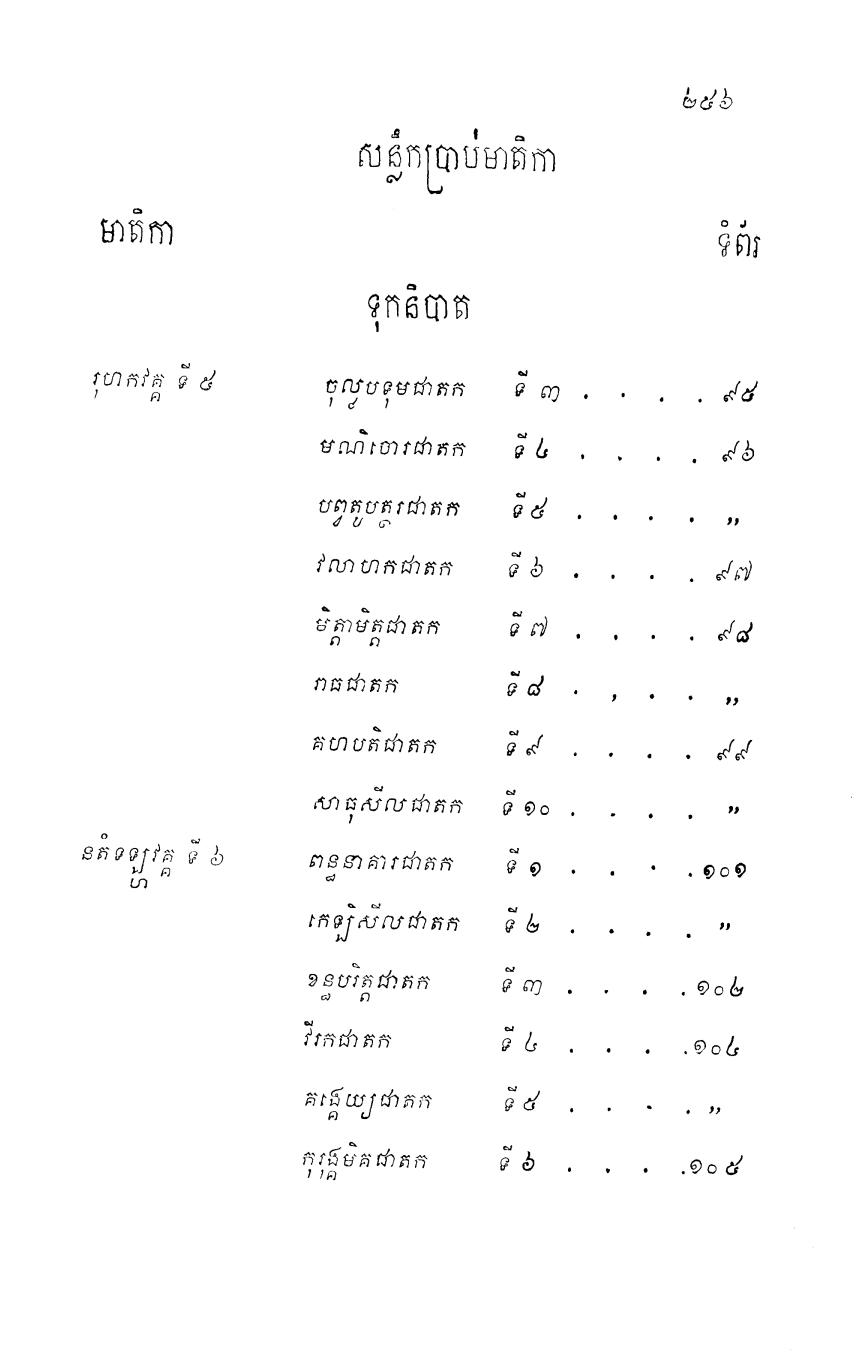 ២៥៦
សន្លឹកប្រាប់មាតិកា
មាតិកា ទំព័រ
ទុកនិបាត
រុហកវគ្គ ទី ៥ ចុល្លបទុមជាតក ទី ៣ . . . . ៩៥
មណិចោរជាតក ទី ៤ . . . . ៩៦
បព្វតូបត្ថរជាតក ទី ៥ . . . . ,,
វលាហកជាតក ទី ៦ . . . . ៩៧
មិត្តាមិត្តជាតក ទី ៧ . . . . ៩៨
រាធជាតក ទី ៨ . . . . ,,
គហបតិជាតក ទី ៩ . . . . ៩៩
សាធុសីលជាតក ទី ១០ . . . . ,,
នតំទឡ្ហវគ្គ ទី ៦ ពន្ធនាគារជាតក ទី ១ . . . . ១០១
កេឡិសីលជាតក ទី ២ . . . . ,,
ខន្ធបរិត្តជាតក ទី ៣ . . . . ១០២
វីរកជាតក ទី ៤ . . . . ១០៤
គង្គេយ្យជាតក ទី ៥ . . . . ,,
កុរុង្គមិគជាតក ទី ៦ . . . . ១០៥